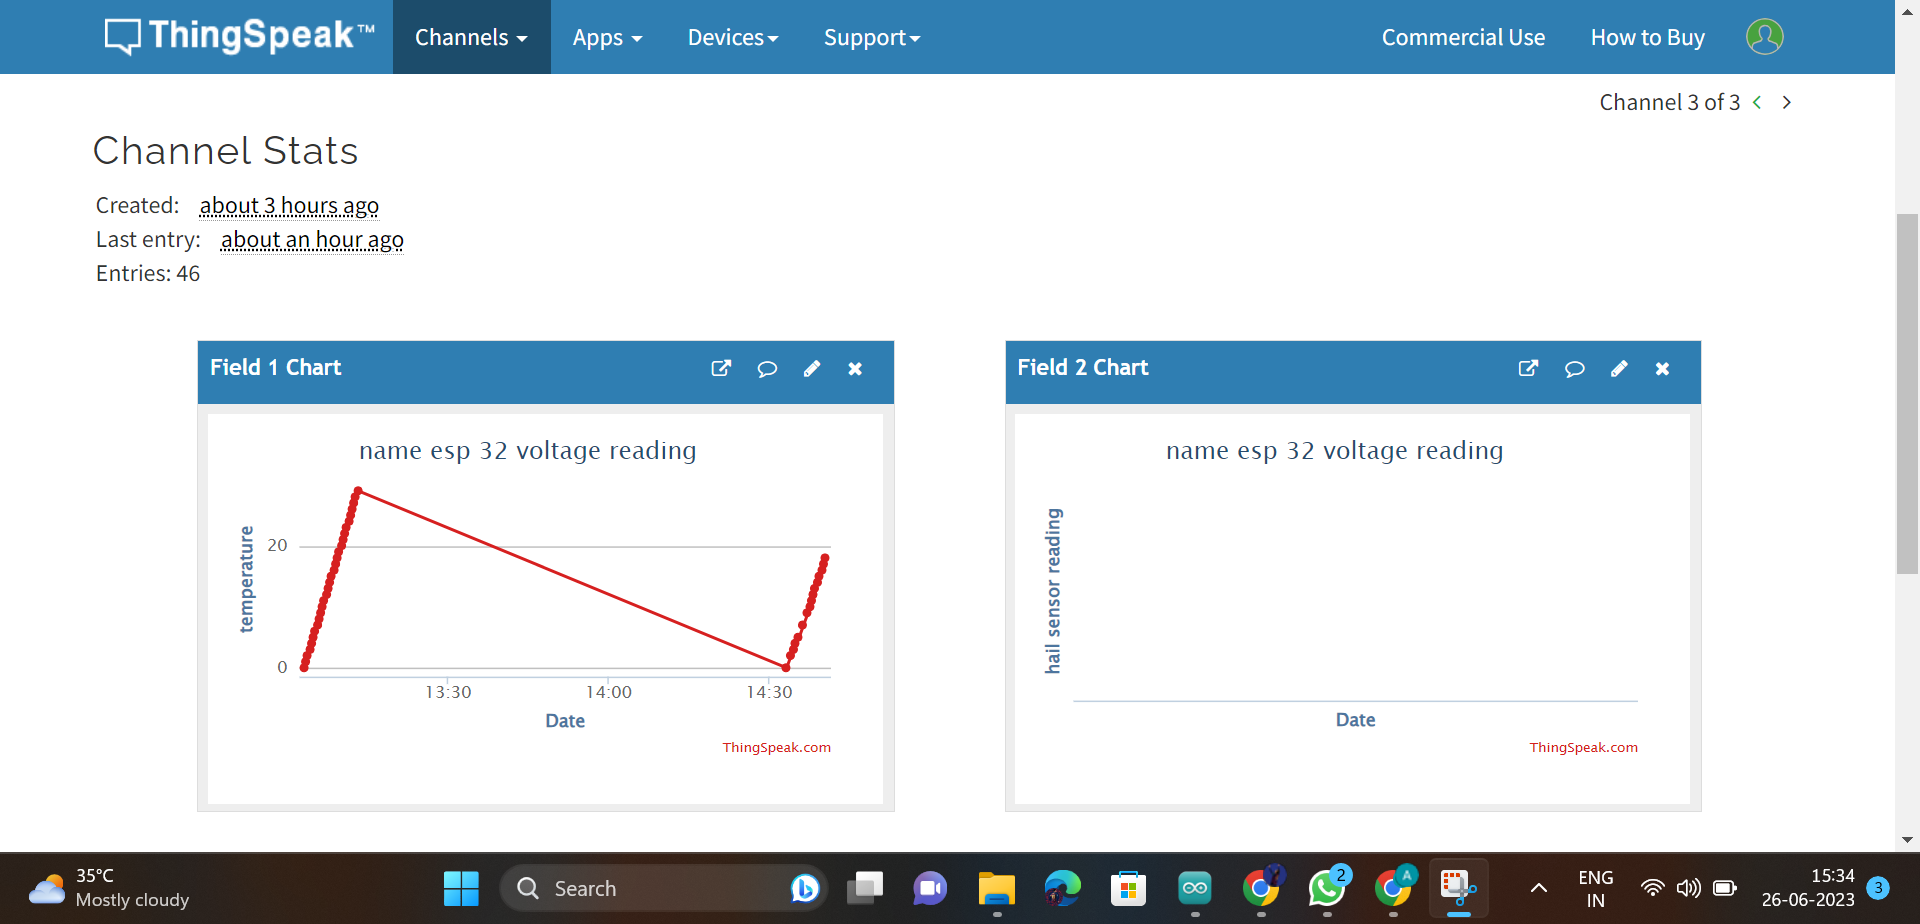 ThingSpeak™ Channels Apps Devices Support Commercial Use How to Buy
Channel 3 of 3
Channel Stats
Created: about 3 hours ago
Last entry: about an hour ago
Entries: 46
Field 1 Chart
name esp 32 voltage reading
temperature
20
0
13:30 14:00 14:30
Date
ThingSpeak.com
Field 2 Chart
name esp 32 voltage reading
hail sensor reading
Date
ThingSpeak.com
35°C
Mostly cloudy
Search
2
A
ENG
IN
15:34
26-06-2023
3